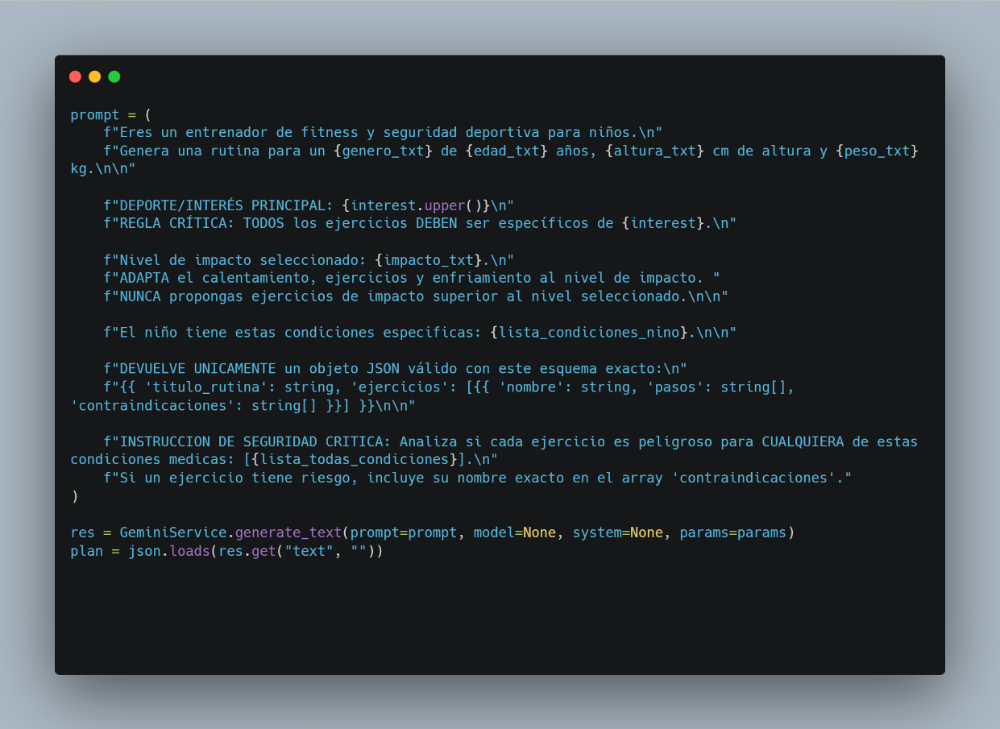 prompt = (
    f"Eres un entrenador de fitness y seguridad deportiva para niños.\n"
    f"Genera una rutina para un {genero_txt} de {edad_txt} años, {altura_txt} cm de altura y {peso_txt}
kg.\n\n"

    f"DEPORTE/INTERÉS PRINCIPAL: {interest.upper()}\n"
    f"REGLA CRÍTICA: TODOS los ejercicios DEBEN ser específicos de {interest}.\n"

    f"Nivel de impacto seleccionado: {impacto_txt}.\n"
    f"ADAPTA el calentamiento, ejercicios y enfriamiento al nivel de impacto. "
    f"NUNCA propongas ejercicios de impacto superior al nivel seleccionado.\n\n"

    f"El niño tiene estas condiciones especificas: {lista_condiciones_nino}.\n\n"

    f"DEVUELVE UNICAMENTE un objeto JSON válido con este esquema exacto:\n"
    f"{{ 'titulo_rutina': string, 'ejercicios': [{{ 'nombre': string, 'pasos': string[],
'contraindicaciones': string[] }}] }}\n\n"

    f"INSTRUCCION DE SEGURIDAD CRITICA: Analiza si cada ejercicio es peligroso para CUALQUIERA de estas
condiciones medicas: [{lista_todas_condiciones}].\n"
    f"Si un ejercicio tiene riesgo, incluye su nombre exacto en el array 'contraindicaciones'."
)

res = GeminiService.generate_text(prompt=prompt, model=None, system=None, params=params)
plan = json.loads(res.get("text", ""))